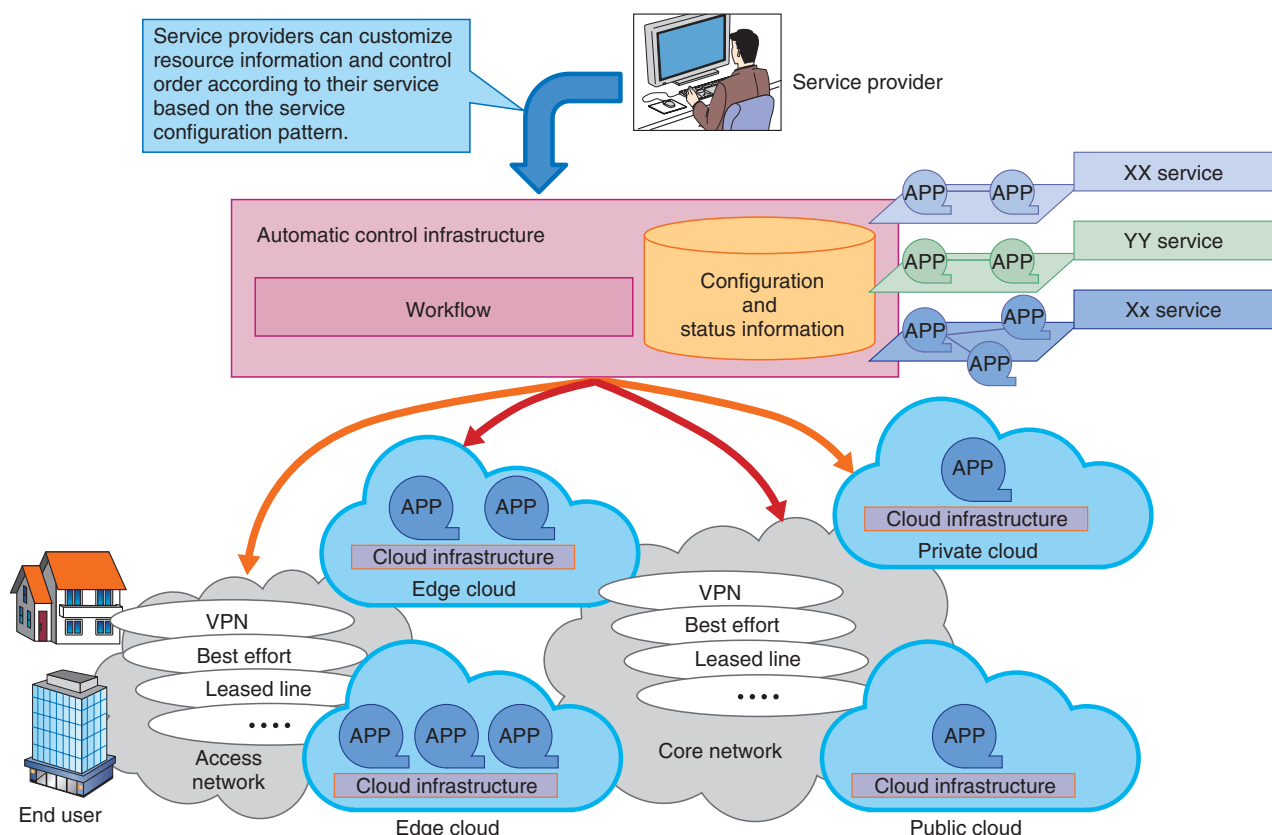 Service providers can customize
resource information and control
order according to their service
based on the service
configuration pattern.
Service provider
XX service
APP
APP
YY service
APP
APP
Xx service
APP
APP
APP
Automatic control infrastructure
Workflow
Configuration
and
status information
APP
APP
Cloud infrastructure
Edge cloud
APP
Cloud infrastructure
Private cloud
VPN
Best effort
Leased line
••••
Access
network
VPN
Best effort
Leased line
••••
Core network
APP
APP
APP
Cloud infrastructure
Edge cloud
APP
Cloud infrastructure
Public cloud
End user